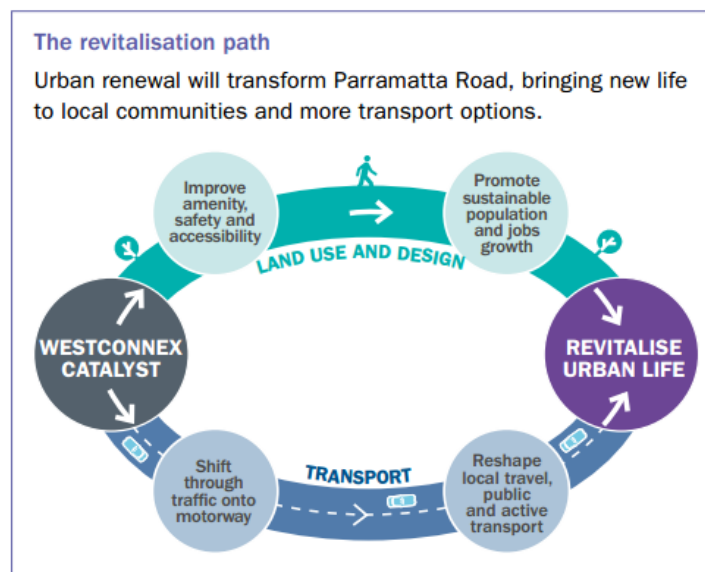 The revitalisation path
Urban renewal will transform Parramatta Road, bringing new life
to local communities and more transport options.
Improve
amenity,
safety and
accessibility
Promote
sustainable
population
and jobs
growth
LAND USE AND DESIGN
WESTCONNEX
CATALYST
REVITALISE
URBAN LIFE
Shift
through
traffic onto
motorway
TRANSPORT
Reshape
local travel,
public
and active
transport